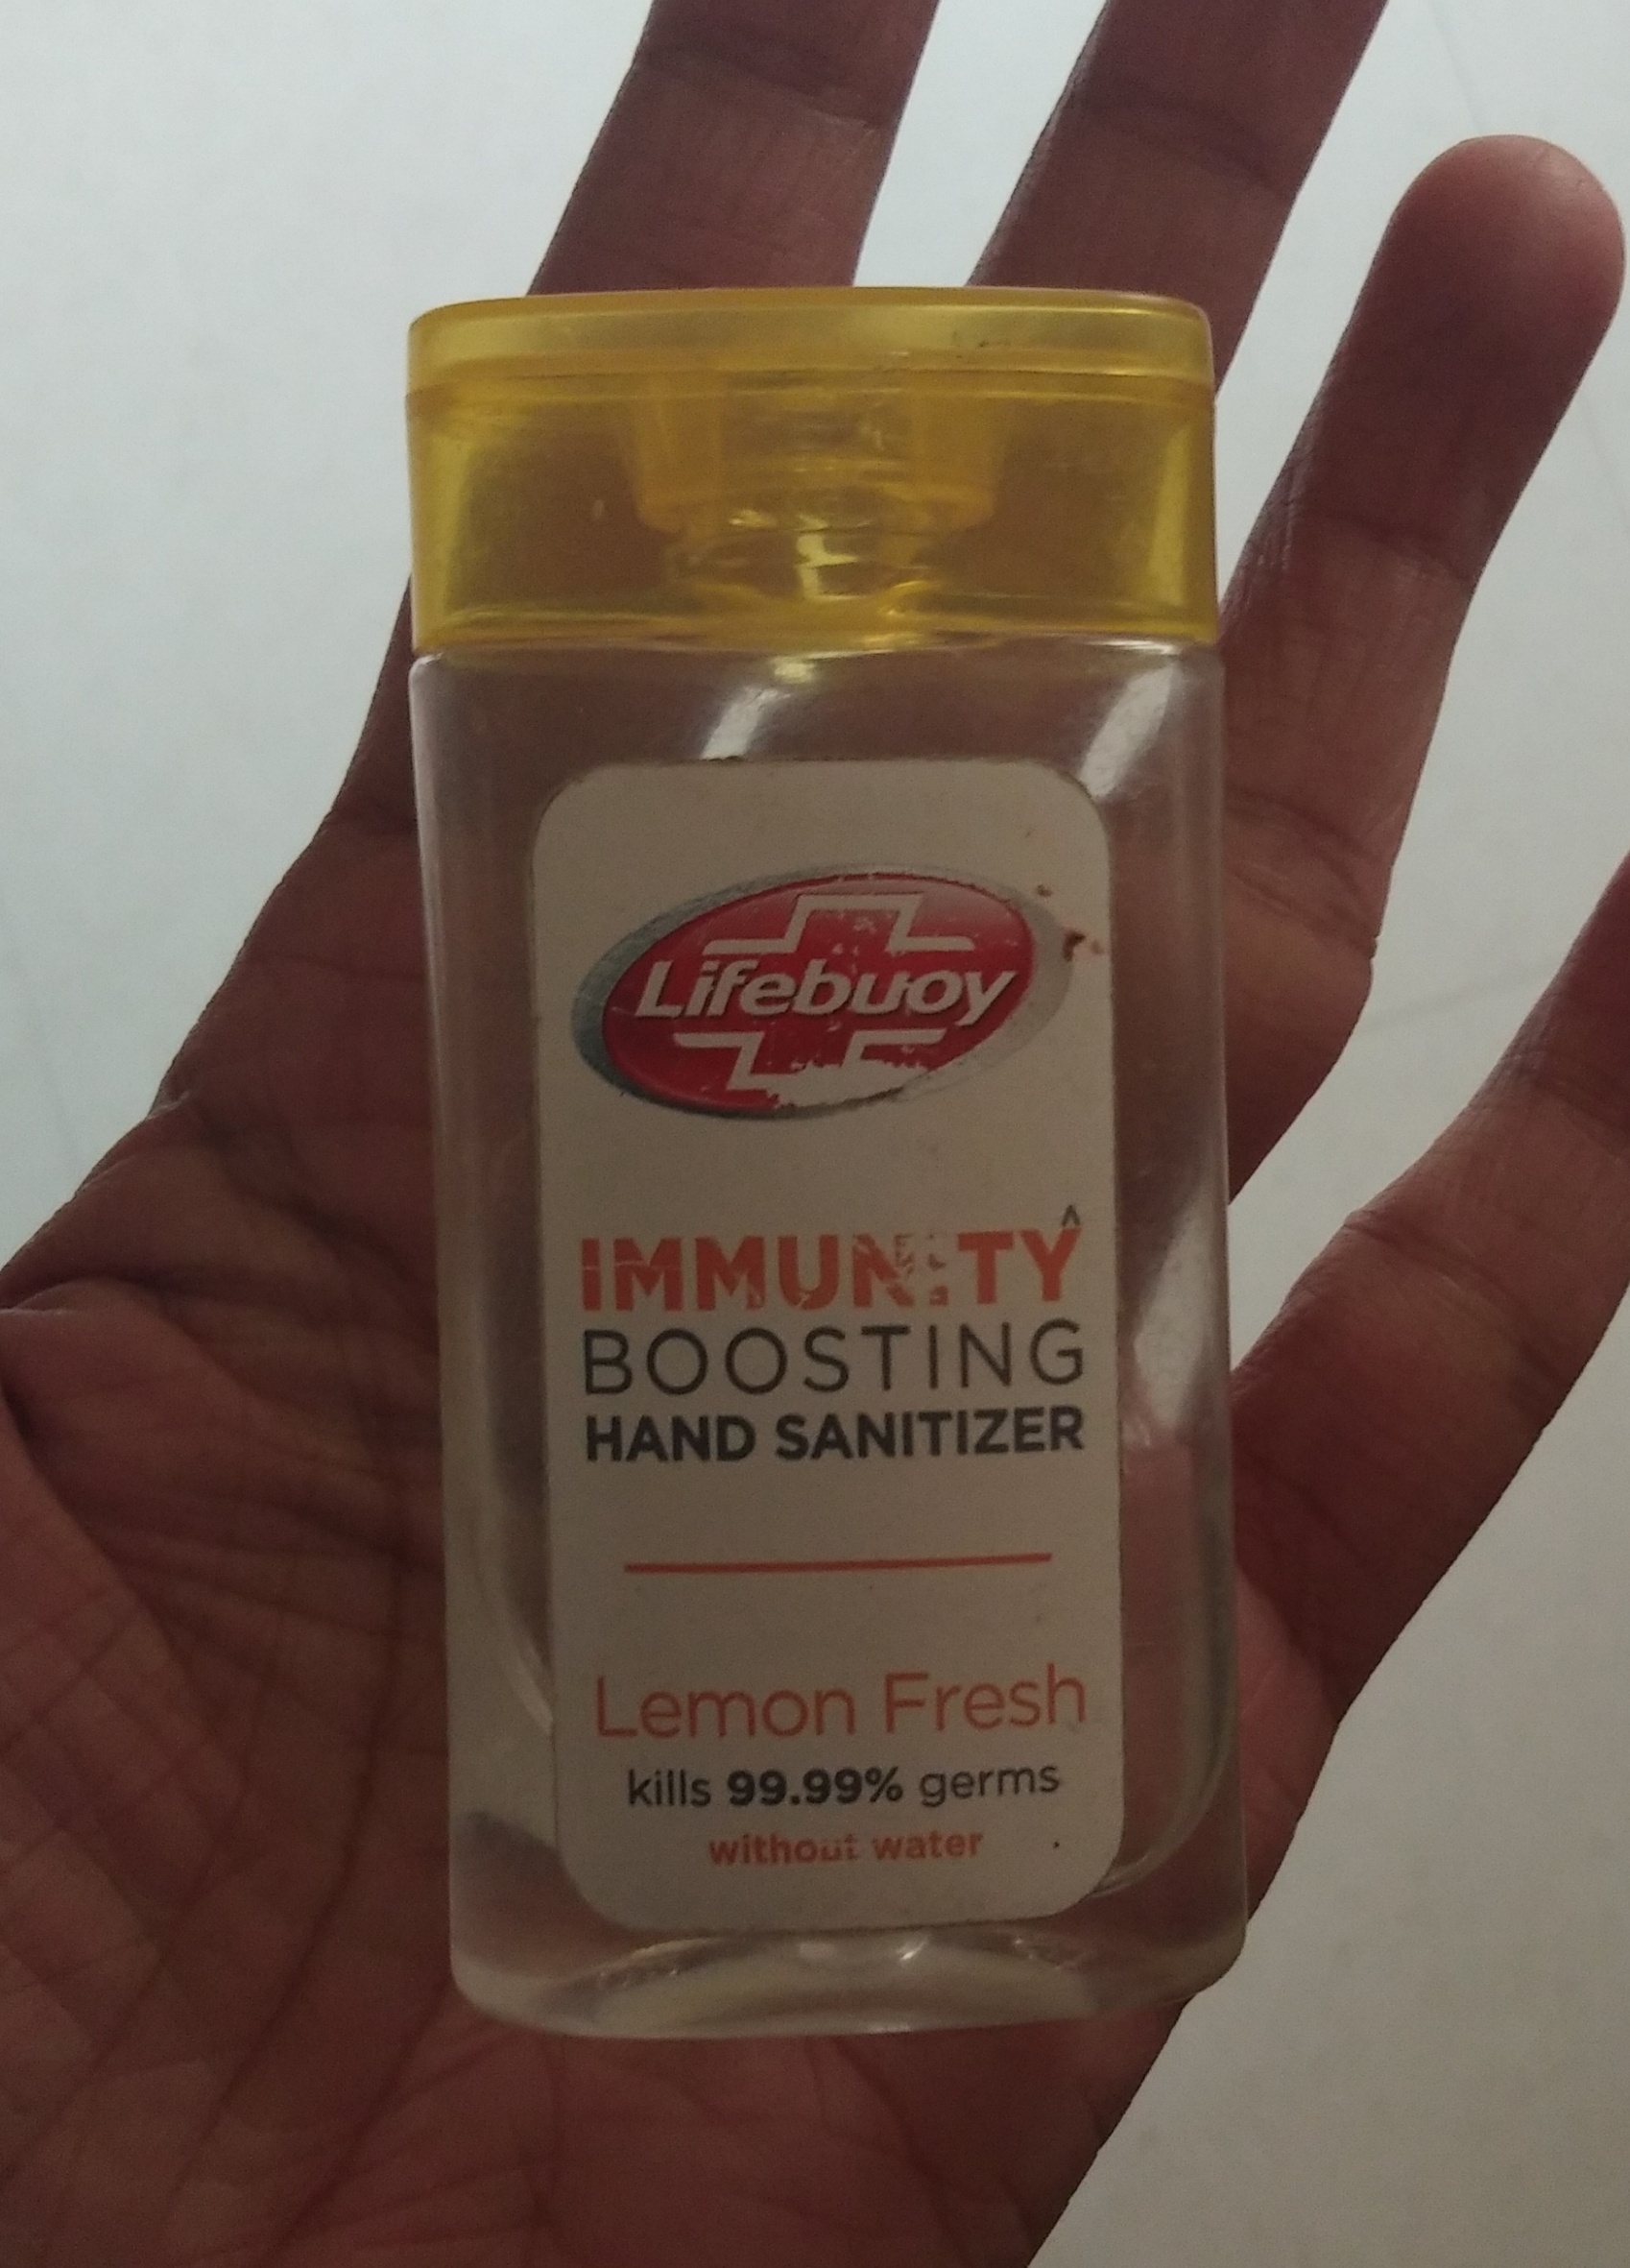 Lifebuoy
IMMUNITY^
BOOSTING
HAND SANITIZER
Lemon Fresh
kills 99.99% germs
without water